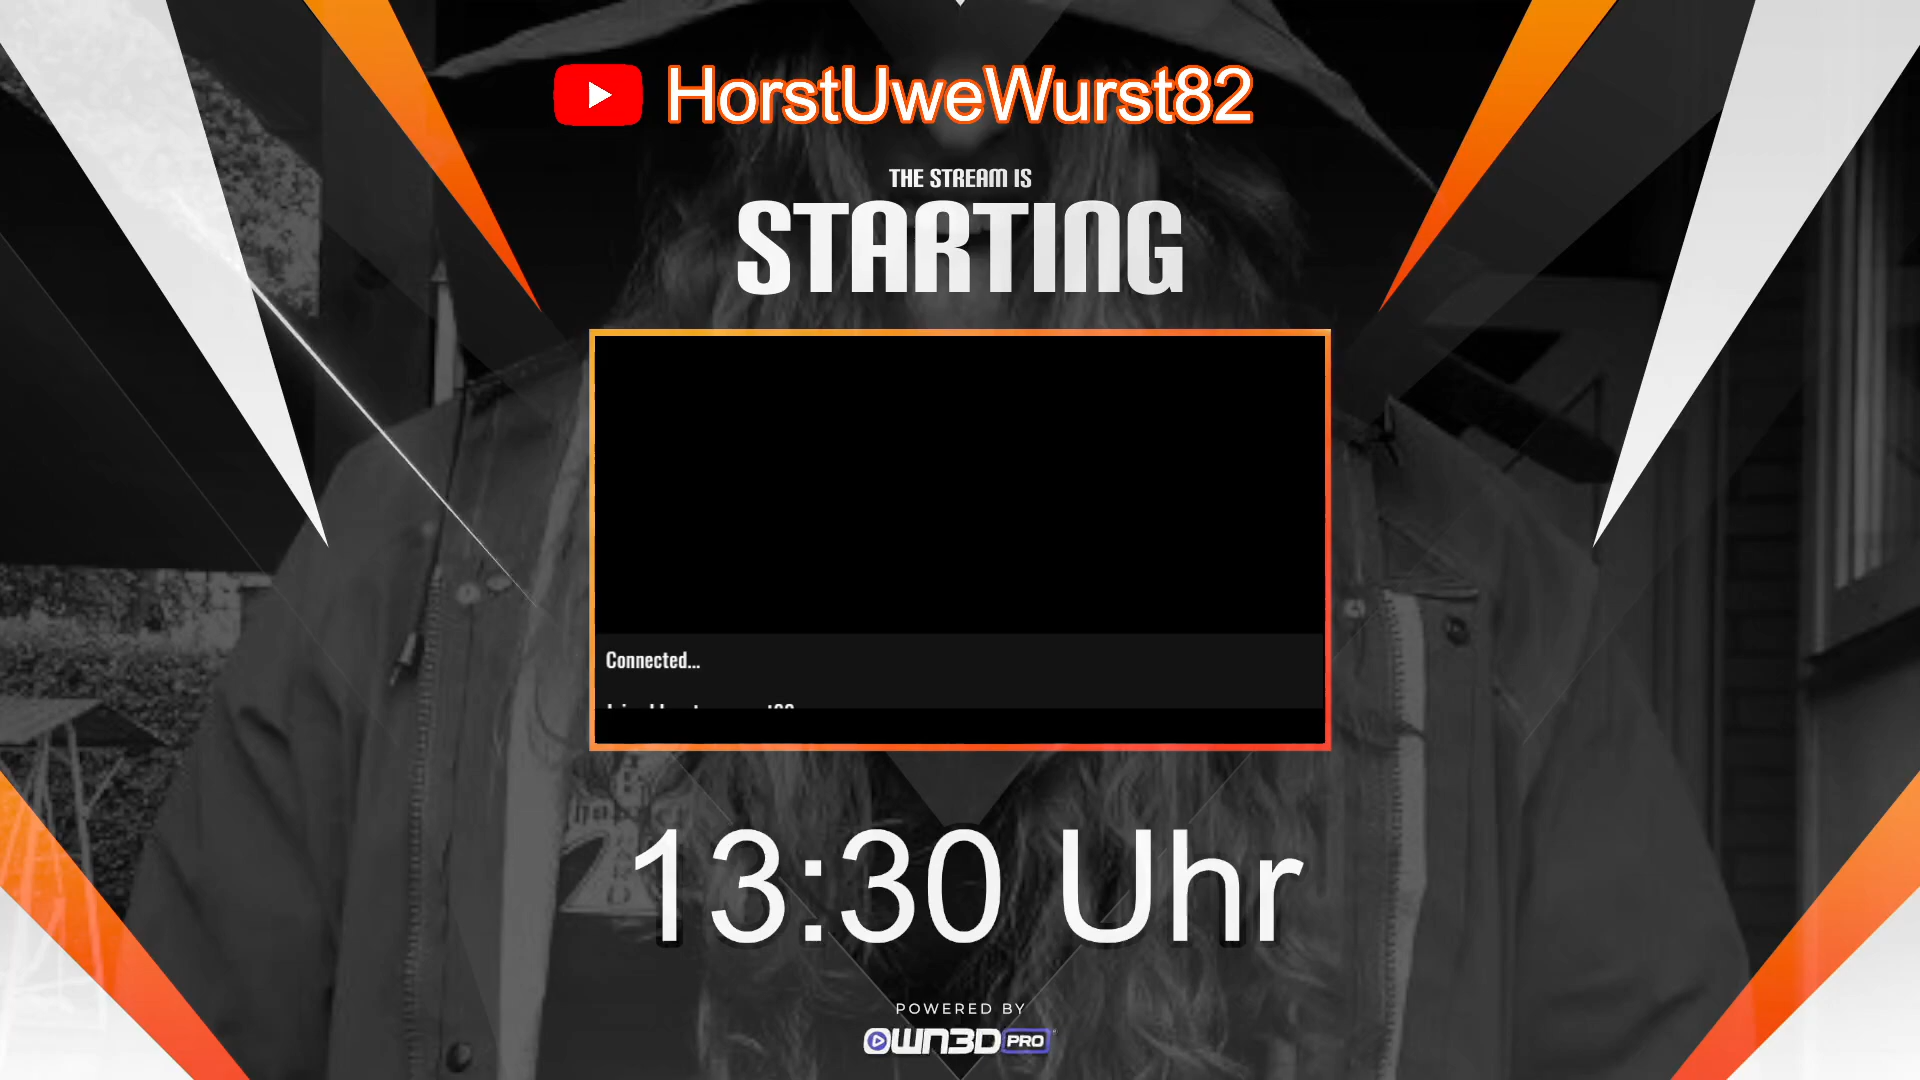 HorstUweWurst82
THE STREAM IS
STARTING
Connected...
13:30 Uhr
POWERED BY
OWN3D PRO